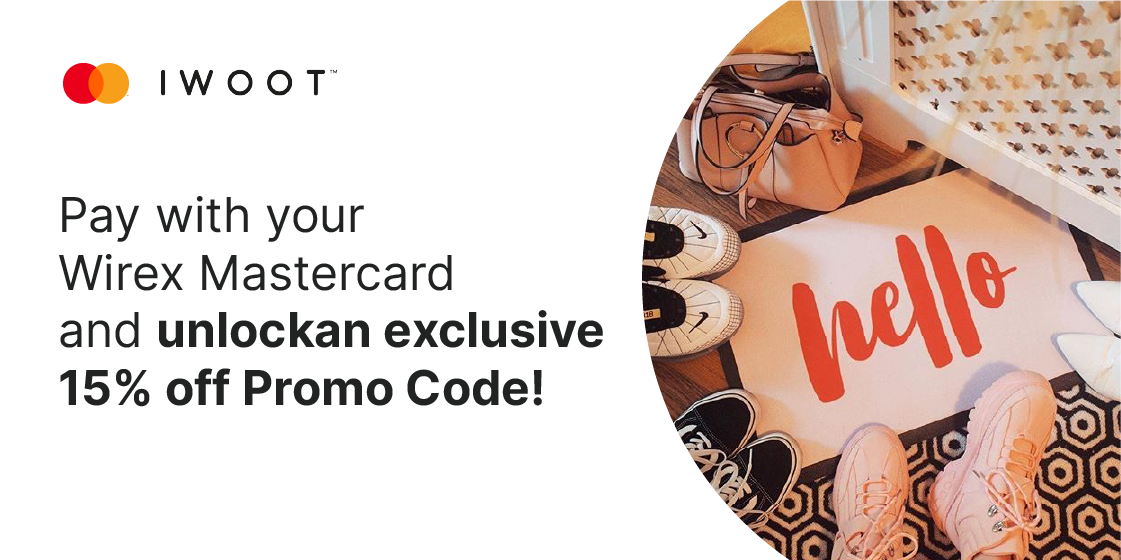 IWOOT™
Pay with your
Wirex Mastercard
and unlockan exclusive
15% off Promo Code!
hello